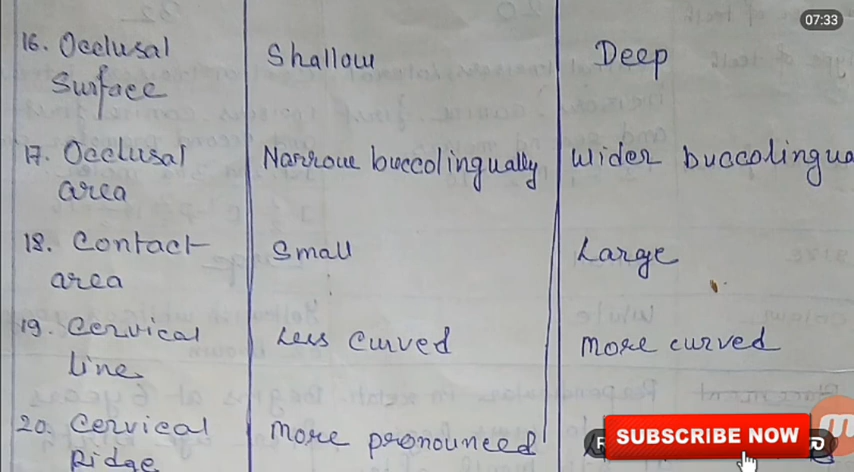 07:33
16. Occlusal Shallow Deep
Surface
17. Occlusal Narrow buccolingually Wider buccolingua
area
18. Contact Small Large
area
19. Cervical Less curved More curved
line
20. Cervical More pronounced
Ridge
SUBSCRIBE NOW